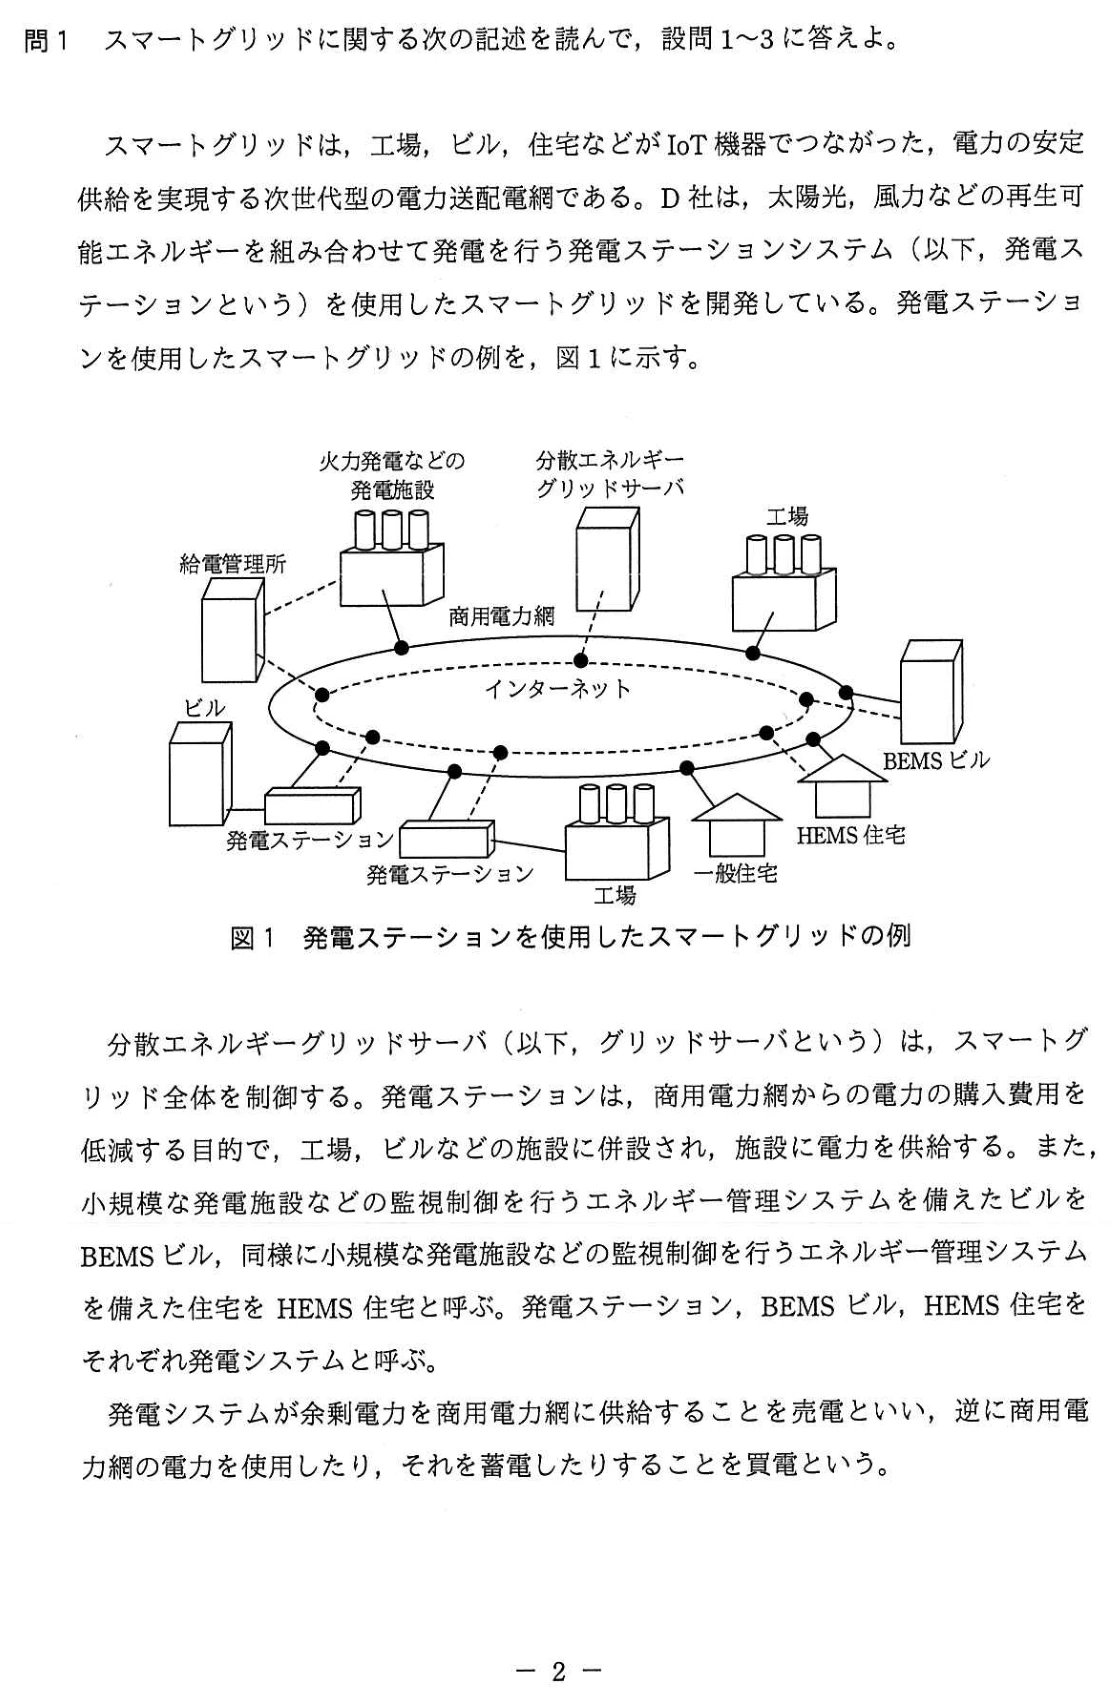 問1　スマートグリッドに関する次の記述を読んで，設問1～3に答えよ。
スマートグリッドは，工場，ビル，住宅などがIoT機器でつながった，電力の安定
供給を実現する次世代型の電力送配電網である。D社は，太陽光，風力などの再生可
能エネルギーを組み合わせて発電を行う発電ステーションシステム（以下，発電ス
テーションという）を使用したスマートグリッドを開発している。発電ステーショ
ンを使用したスマートグリッドの例を，図1に示す。
火力発電などの
発電施設
分散エネルギー
グリッドサーバ
工場
給電管理所
商用電力網
インターネット
ビル
BEMSビル
発電ステーション
HEMS住宅
発電ステーション
一般住宅
工場
図1　発電ステーションを使用したスマートグリッドの例
分散エネルギーグリッドサーバ（以下，グリッドサーバという）は，スマートグ
リッド全体を制御する。発電ステーションは，商用電力網からの電力の購入費用を
低減する目的で，工場，ビルなどの施設に併設され，施設に電力を供給する。また，
小規模な発電施設などの監視制御を行うエネルギー管理システムを備えたビルを
BEMSビル，同様に小規模な発電施設などの監視制御を行うエネルギー管理システム
を備えた住宅をHEMS住宅と呼ぶ。発電ステーション，BEMSビル，HEMS住宅を
それぞれ発電システムと呼ぶ。
発電システムが余剰電力を商用電力網に供給することを売電といい，逆に商用電
力網の電力を使用したり，それを蓄電したりすることを買電という。
－ 2 －